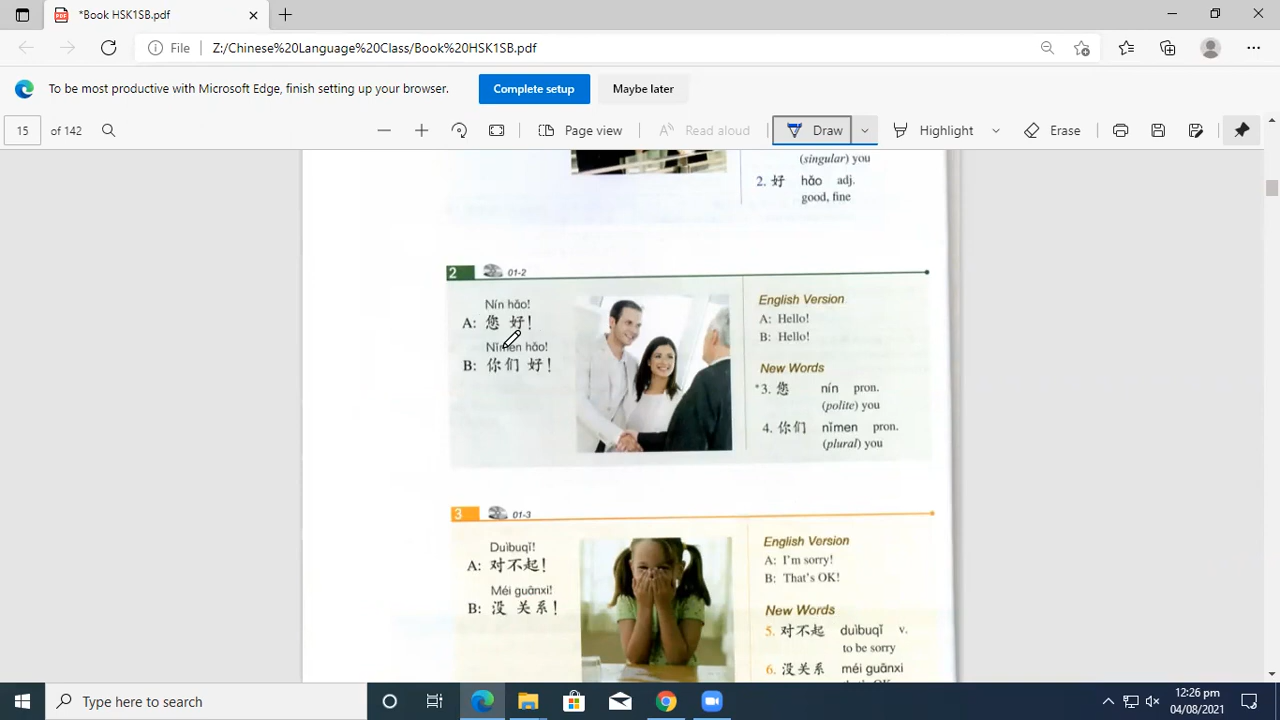 *Book HSK1SB.pdf
File Z:/Chinese%20Language%20Class/Book%20HSK1SB.pdf
To be most productive with Microsoft Edge, finish setting up your browser. Complete setup Maybe later
15 of 142 Page view Read aloud Draw Highlight Erase
(singular) you
2. 好 hǎo adj.
good, fine
2 01-2
Nín hǎo!
A: 您 好!
Nǐmen hǎo!
B: 你们 好!
English Version
A: Hello!
B: Hello!
New Words
*3. 您 nín pron.
(polite) you
4. 你们 nǐmen pron.
(plural) you
3 01-3
Duìbuqǐ!
A: 对不起!
Méi guānxi!
B: 没 关系!
English Version
A: I'm sorry!
B: That's OK!
New Words
5. 对不起 duìbuqǐ v.
to be sorry
6. 没关系 méi guānxi
Type here to search
12:26 pm
04/08/2021